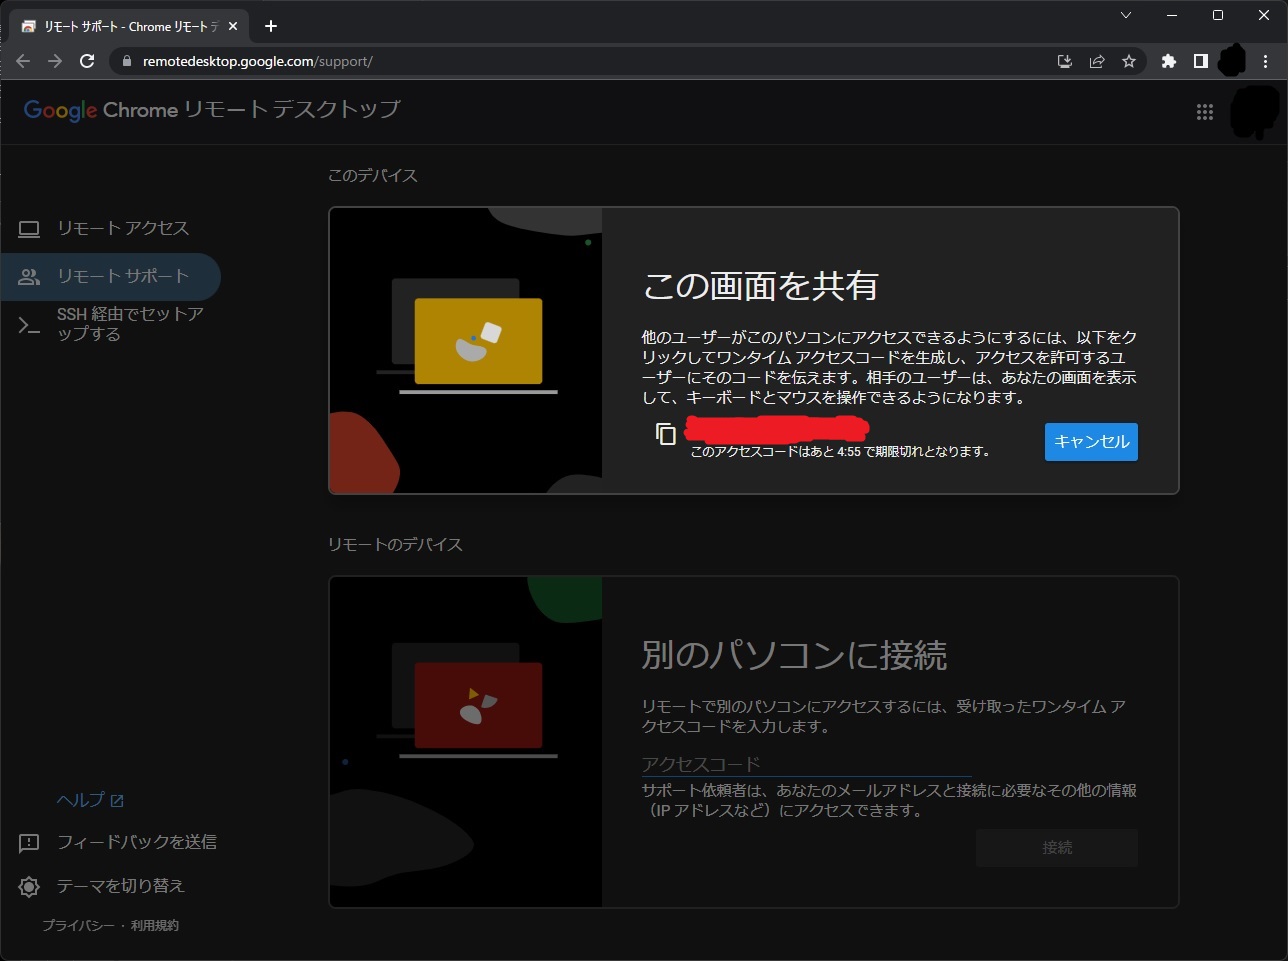 リモート サポート - Chrome リモート デ
remotedesktop.google.com/support/
Google Chrome リモート デスクトップ
このデバイス
リモート アクセス
リモート サポート
SSH 経由でセットア
ップする
この画面を共有
他のユーザーがこのパソコンにアクセスできるようにするには、以下をク
リックしてワンタイム アクセスコードを生成し、アクセスを許可するユ
ーザーにそのコードを伝えます。相手のユーザーは、あなたの画面を表示
して、キーボードとマウスを操作できるようになります。
このアクセスコードはあと 4:55 で期限切れとなります。
キャンセル
リモートのデバイス
別のパソコンに接続
リモートで別のパソコンにアクセスするには、受け取ったワンタイム ア
クセスコードを入力します。
アクセスコード
サポート依頼者は、あなたのメールアドレスと接続に必要なその他の情報
（IP アドレスなど）にアクセスできます。
接続
ヘルプ
フィードバックを送信
テーマを切り替え
プライバシー・利用規約